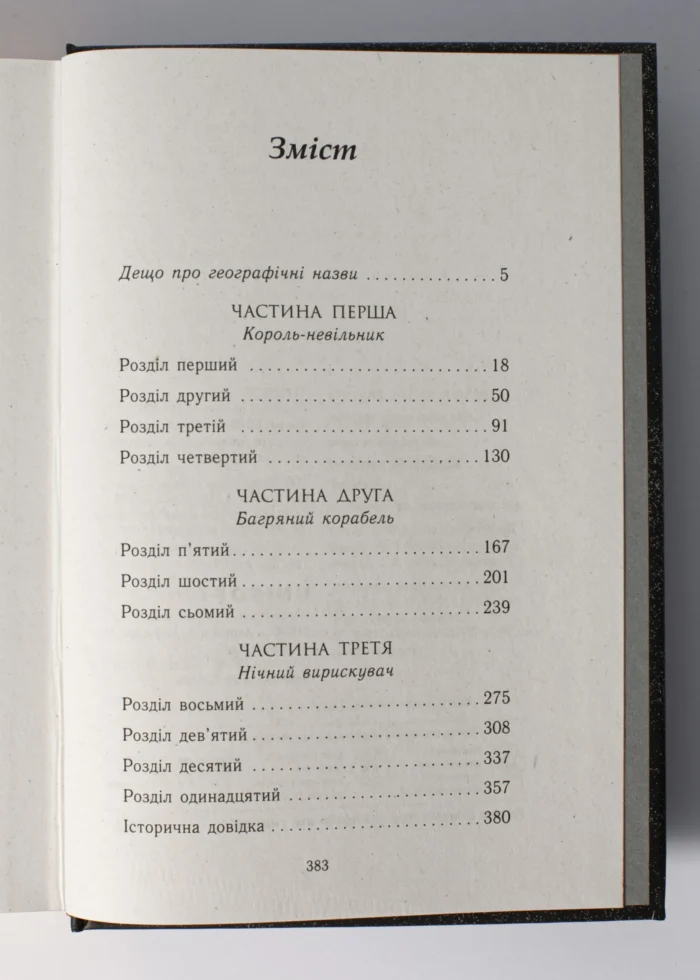 Зміст
Дещо про географічні назви ............... 5
ЧАСТИНА ПЕРША
Король-невільник
Розділ перший ........................... 18
Розділ другий ............................ 50
Розділ третій ............................ 91
Розділ четвертий ........................ 130
ЧАСТИНА ДРУГА
Багряний корабель
Розділ п'ятий ............................ 167
Розділ шостий ........................... 201
Розділ сьомий ........................... 239
ЧАСТИНА ТРЕТЯ
Нічний вирискувач
Розділ восьмий .......................... 275
Розділ дев'ятий .......................... 308
Розділ десятий .......................... 337
Розділ одинадцятий ...................... 357
Історична довідка ........................ 380
383